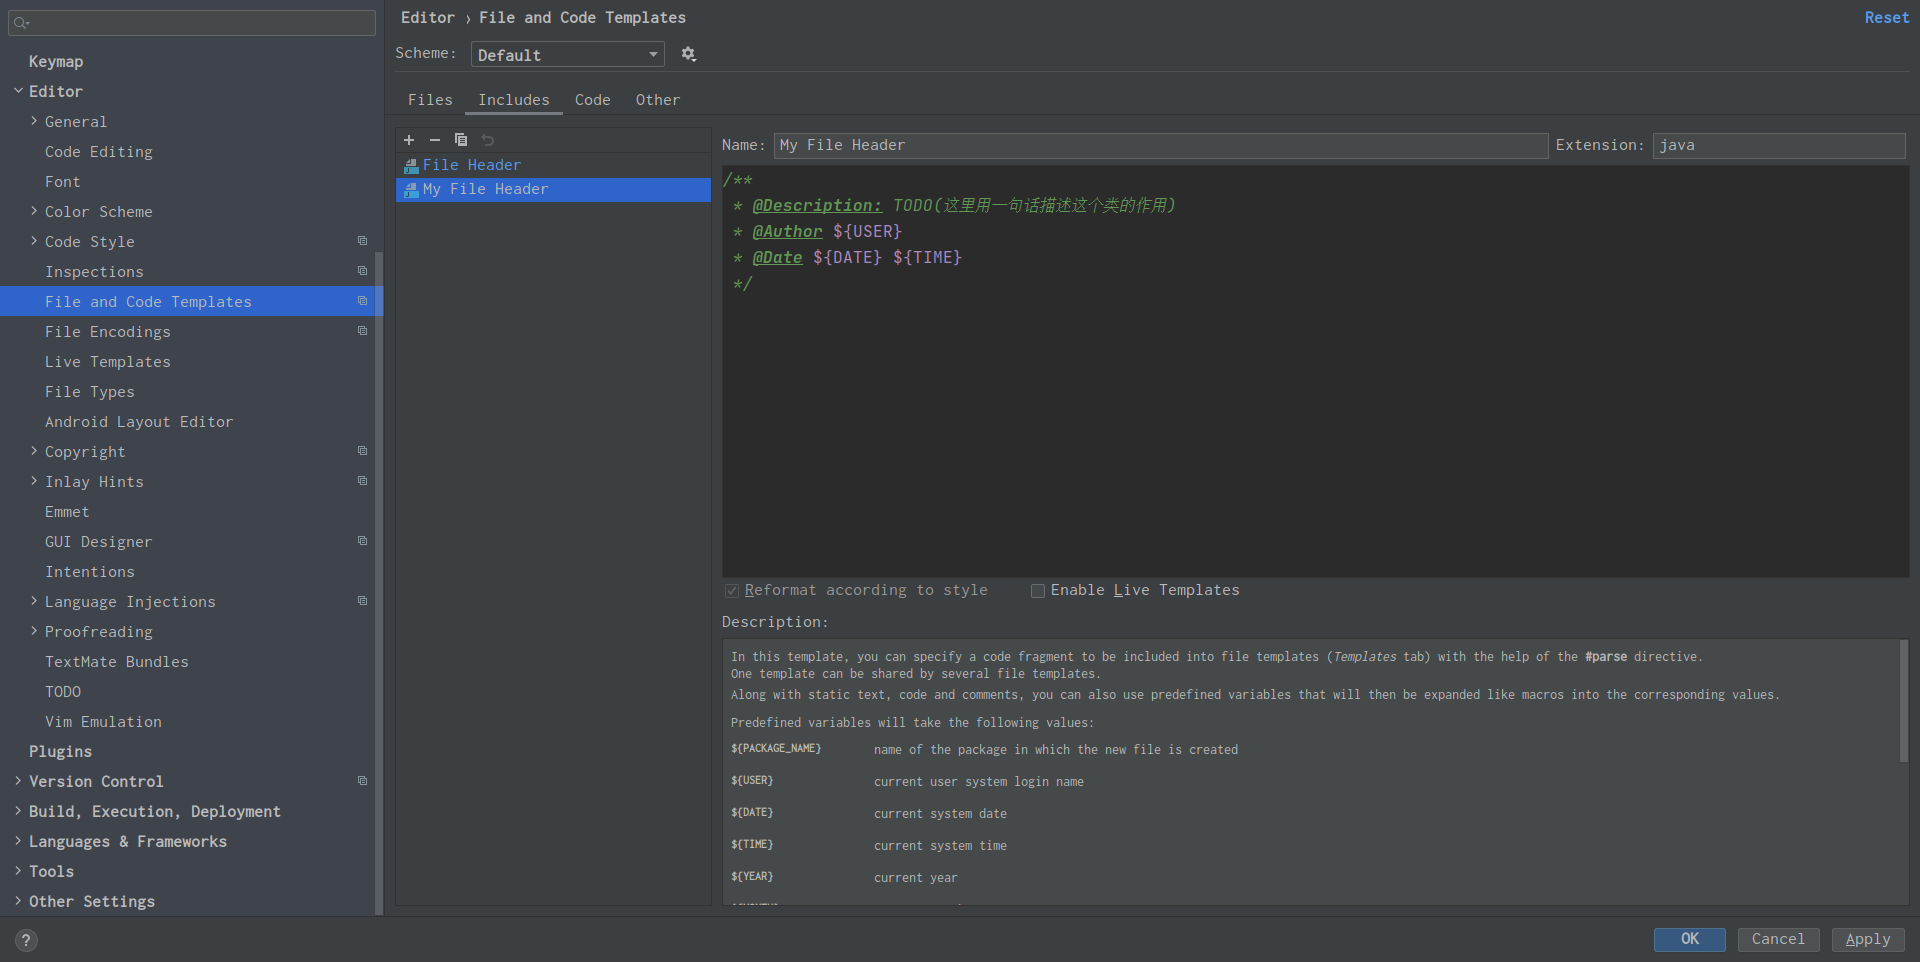 Editor › File and Code Templates
Reset
Keymap
Editor
General
Code Editing
Font
Color Scheme
Code Style
Inspections
File and Code Templates
File Encodings
Live Templates
File Types
Android Layout Editor
Copyright
Inlay Hints
Emmet
GUI Designer
Intentions
Language Injections
Proofreading
TextMate Bundles
TODO
Vim Emulation
Plugins
Version Control
Build, Execution, Deployment
Languages & Frameworks
Tools
Other Settings
Scheme: Default
Files Includes Code Other
File Header
My File Header
Name: My File Header Extension: java
/**
* @Description: TODO(这里用一句话描述这个类的作用)
* @Author ${USER}
* @Date ${DATE} ${TIME}
*/
Reformat according to style Enable Live Templates
Description:
In this template, you can specify a code fragment to be included into file templates (Templates tab) with the help of the #parse directive.
One template can be shared by several file templates.
Along with static text, code and comments, you can also use predefined variables that will then be expanded like macros into the corresponding values.
Predefined variables will take the following values:
${PACKAGE_NAME} name of the package in which the new file is created
${USER} current user system login name
${DATE} current system date
${TIME} current system time
${YEAR} current year
? OK Cancel Apply